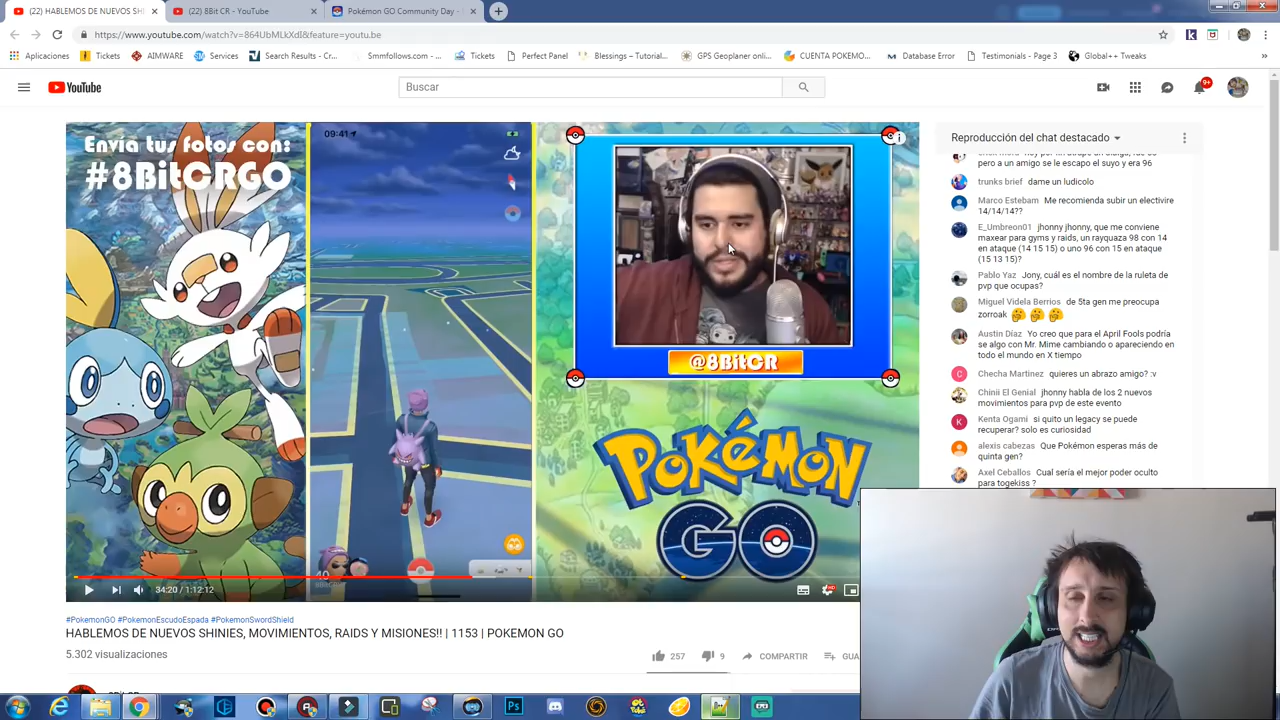 (22) HABLEMOS DE NUEVOS SHI
(22) 8Bit CR - YouTube
Pokémon GO Community Day -
https://www.youtube.com/watch?v=864UbMLkXdI&feature=youtu.be
Aplicaciones
Tickets
AIMWARE
Services
Search Results - Cr...
Smmfollows.com -...
Tickets
Perfect Panel
Blessings – Tutorial...
GPS Geoplaner onlin...
CUENTA POKEMO...
Database Error
Testimonials - Page 3
Global++ Tweaks
YouTube
Buscar
9+
Envía tus fotos con:
#8BitCRGO
09:41
@8BitCR
POKÉMON
GO
40
Reproducción del chat destacado
pero a un amigo se le escapo el suyo y era 96
trunks brief dame un ludicolo
Marco Estebam Me recomienda subir un electivire
14/14/14??
E_Umbreon01 jhonny jhonny, que me conviene
maxear para gyms y raids, un rayquaza 98 con 14
en ataque (14 15 15) o uno 96 con 15 en ataque
(15 13 15)?
Pablo Yaz Jony, cuál es el nombre de la ruleta de
pvp que ocupas?
Miguel Videla Berrios de 5ta gen me preocupa
zorroak
Austin Díaz Yo creo que para el April Fools podría
se algo con Mr. Mime cambiando o apareciendo en
todo el mundo en X tiempo
Checha Martinez quieres un abrazo amigo? :v
Chinii El Genial jhonny habla de los 2 nuevos
movimientos para pvp de este evento
Kenta Ogami si quito un legacy se puede
recuperar? solo es curiosidad
alexis cabezas Que Pokémon esperas más de
quinta gen?
Axel Ceballos Cual sería el mejor poder oculto
para togekiss ?
34:20 / 1:12:12
HD
#PokemonGO #PokemonEscudoEspada #PokemonSwordShield
HABLEMOS DE NUEVOS SHINIES, MOVIMIENTOS, RAIDS Y MISIONES!! | 1153 | POKEMON GO
5.302 visualizaciones
257
9
COMPARTIR
GUA
Ps